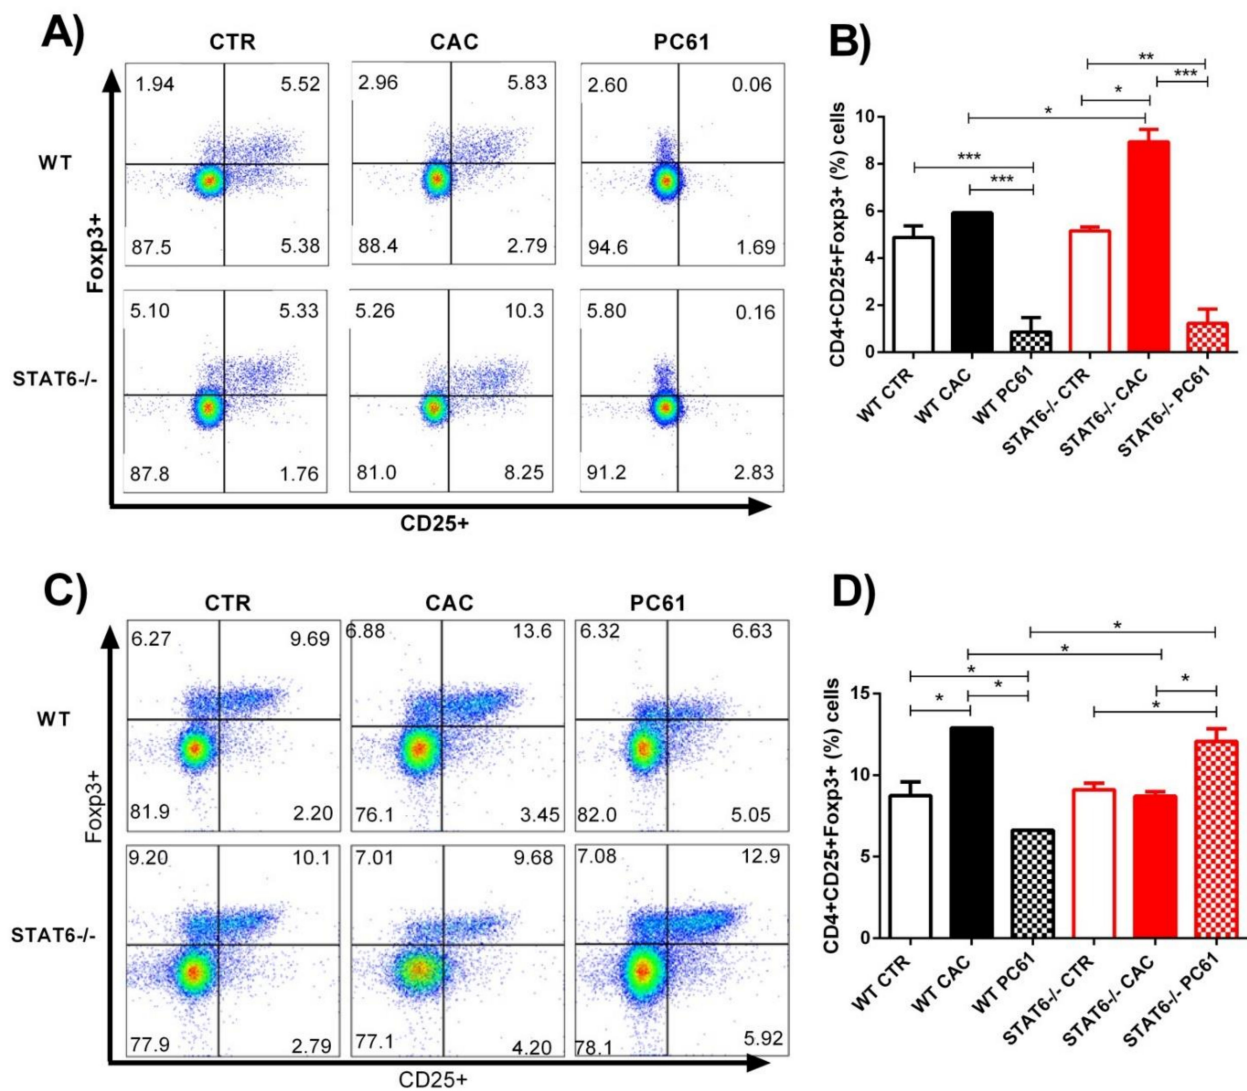 A)
CTR CAC PC61
WT
1.94 5.52 2.96 5.83 2.60 0.06
87.5 5.38 88.4 2.79 94.6 1.69
STAT6-/-
5.10 5.33 5.26 10.3 5.80 0.16
87.8 1.76 81.0 8.25 91.2 2.83
Foxp3+
CD25+
B)
** 
***
*
*
***
***
CD4+CD25+Foxp3+ (%) cells
10
8
6
4
2
0
WT CTR
WT CAC
WT PC61
STAT6-/- CTR
STAT6-/- CAC
STAT6-/- PC61
C)
CTR CAC PC61
WT
6.27 9.69 6.88 13.6 6.32 6.63
81.9 2.20 76.1 3.45 82.0 5.05
STAT6-/-
9.20 10.1 7.01 9.68 7.08 12.9
77.9 2.79 77.1 4.20 78.1 5.92
Foxp3+
CD25+
D)
*
*
*
*
*
*
*
CD4+CD25+Foxp3+ (%) cells
15
10
5
0
WT CTR
WT CAC
WT PC61
STAT6-/- CTR
STAT6-/- CAC
STAT6-/- PC61